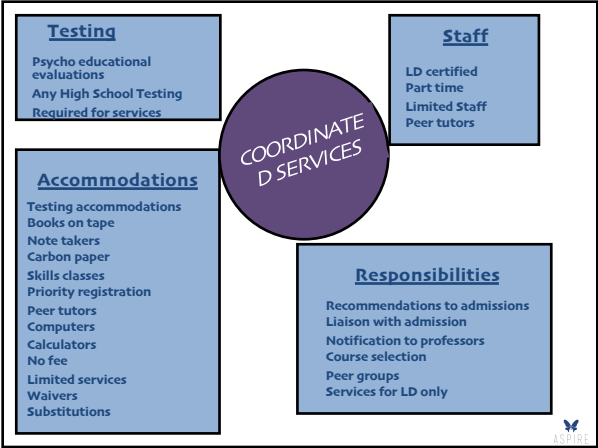 Testing
Psycho educational
evaluations
Any High School Testing
Required for services
Staff
LD certified
Part time
Limited Staff
Peer tutors
COORDINATE
D SERVICES
Accommodations
Testing accommodations
Books on tape
Note takers
Carbon paper
Skills classes
Priority registration
Peer tutors
Computers
Calculators
No fee
Limited services
Waivers
Substitutions
Responsibilities
Recommendations to admissions
Liaison with admission
Notification to professors
Course selection
Peer groups
Services for LD only
ASPIRE